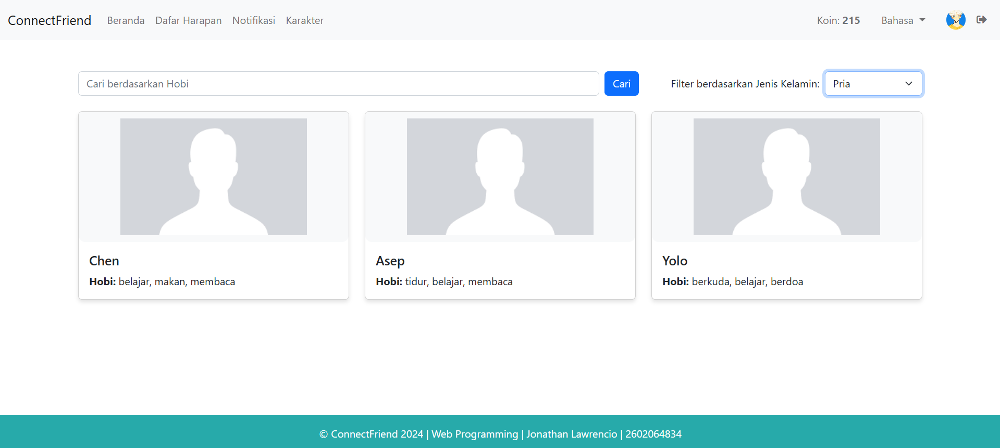 ConnectFriend Beranda Dafar Harapan Notifikasi Karakter Koin: 215 Bahasa
Cari berdasarkan Hobi Cari Filter berdasarkan Jenis Kelamin: Pria
Chen
Hobi: belajar, makan, membaca
Asep
Hobi: tidur, belajar, membaca
Yolo
Hobi: berkuda, belajar, berdoa
© ConnectFriend 2024 | Web Programming | Jonathan Lawrencio | 2602064834